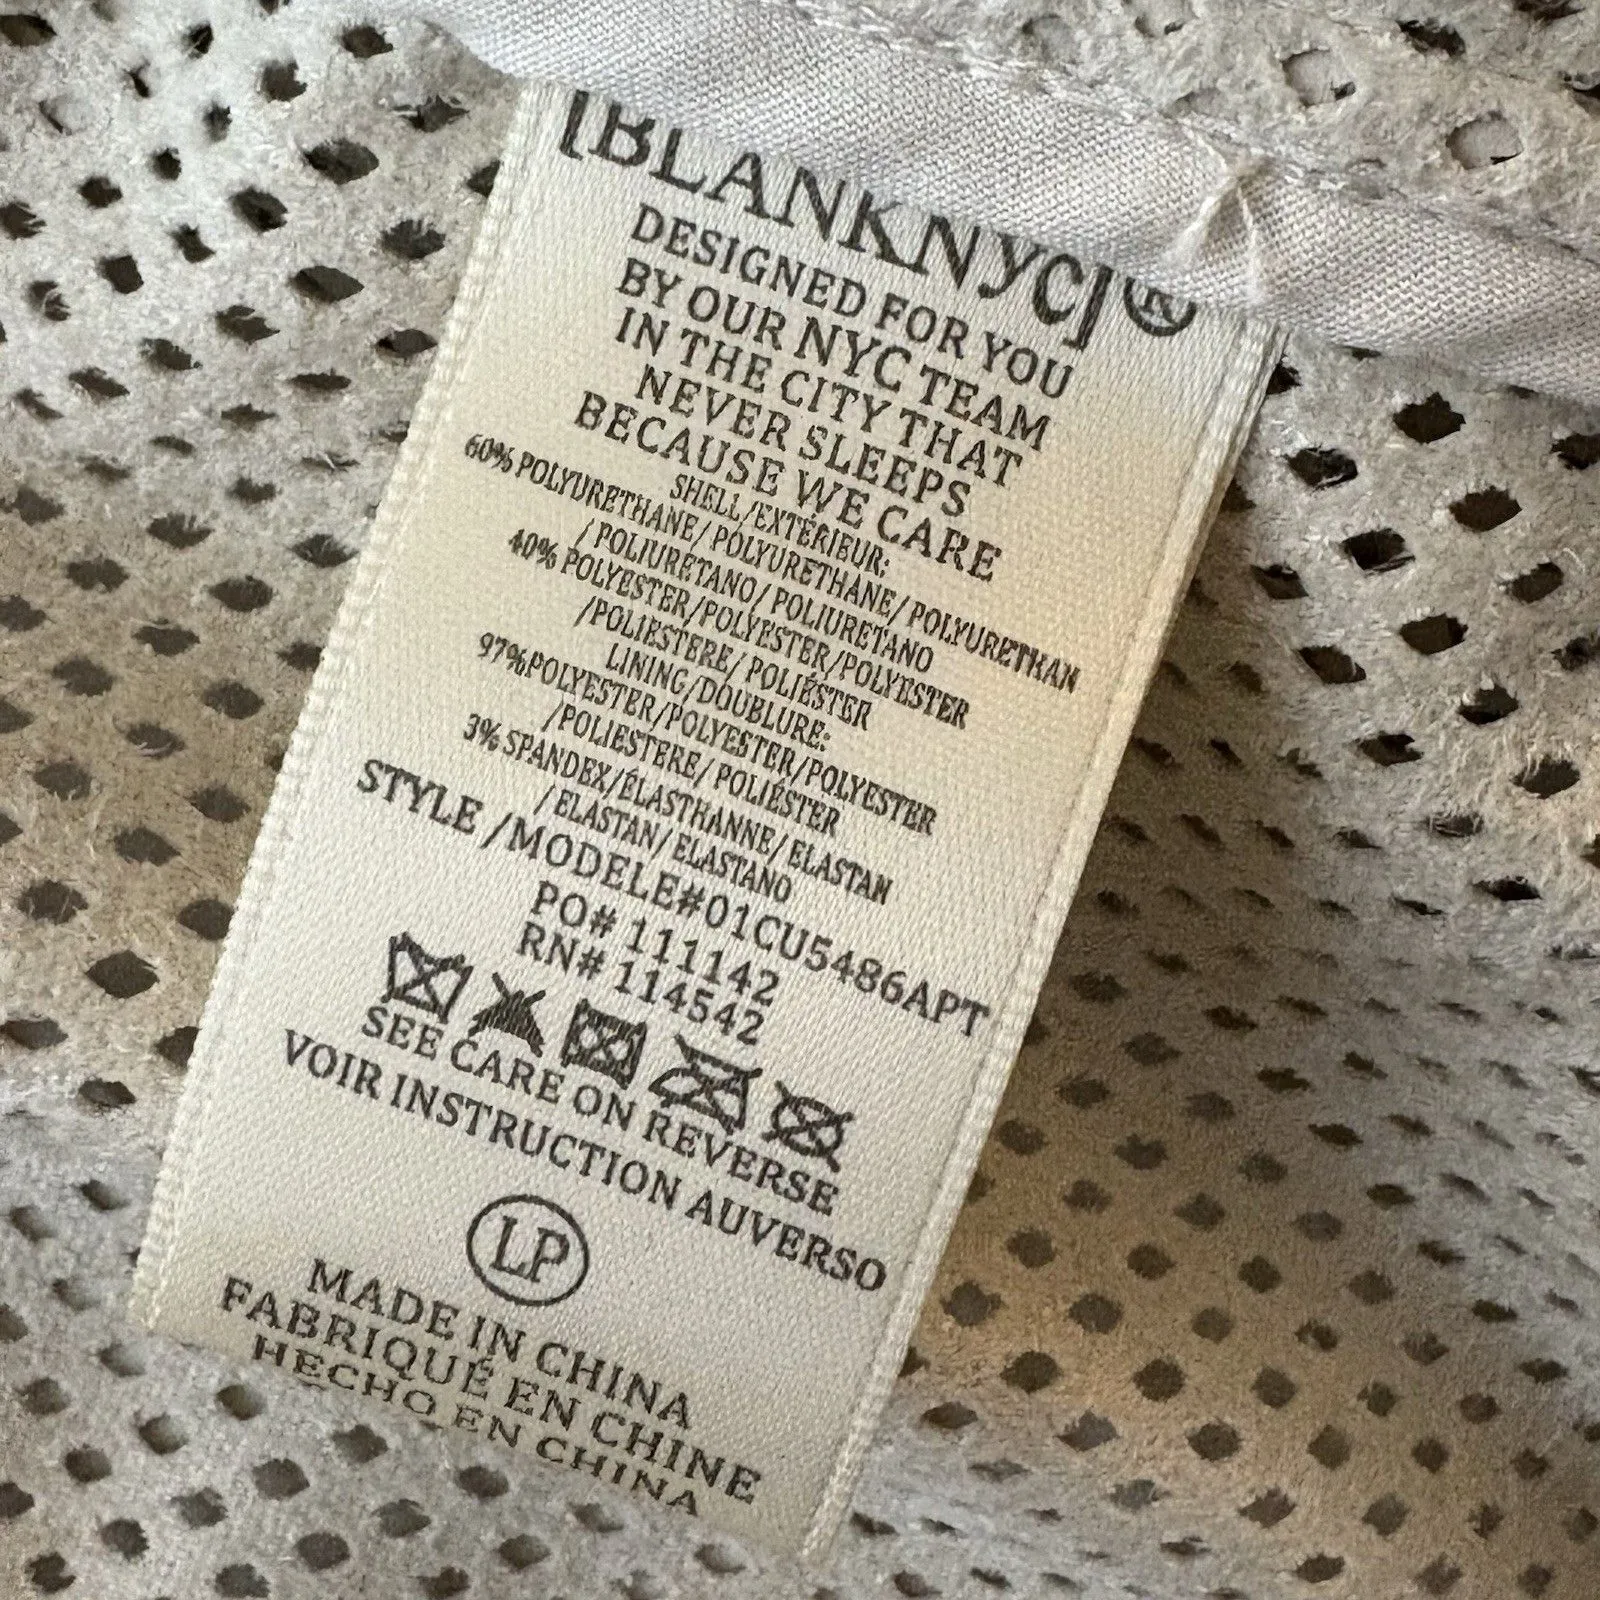 [BLANKNYC]®
DESIGNED FOR YOU
BY OUR NYC TEAM
IN THE CITY THAT
NEVER SLEEPS
BECAUSE WE CARE
SHELL/EXTÉRIEUR:
60% POLYURETHANE/ POLYURETHANE/ POLYURETHAN
/ POLIURETANO/ POLIURETANO
40% POLYESTER/POLYESTER/POLYESTER
/POLIESTERE/ POLIÉSTER
LINING/DOUBLURE:
97%POLYESTER/POLYESTER/POLYESTER
/POLIESTERE/ POLIÉSTER
3% SPANDEX/ÉLASTHANNE/ ELASTAN
/ ELASTAN/ ELASTANO
STYLE /MODELE#01CU5486APT
PO# 111142
RN# 114542
SEE CARE ON REVERSE
VOIR INSTRUCTION AUVERSO
LP
MADE IN CHINA
FABRIQUÉ EN CHINE
HECHO EN CHINA